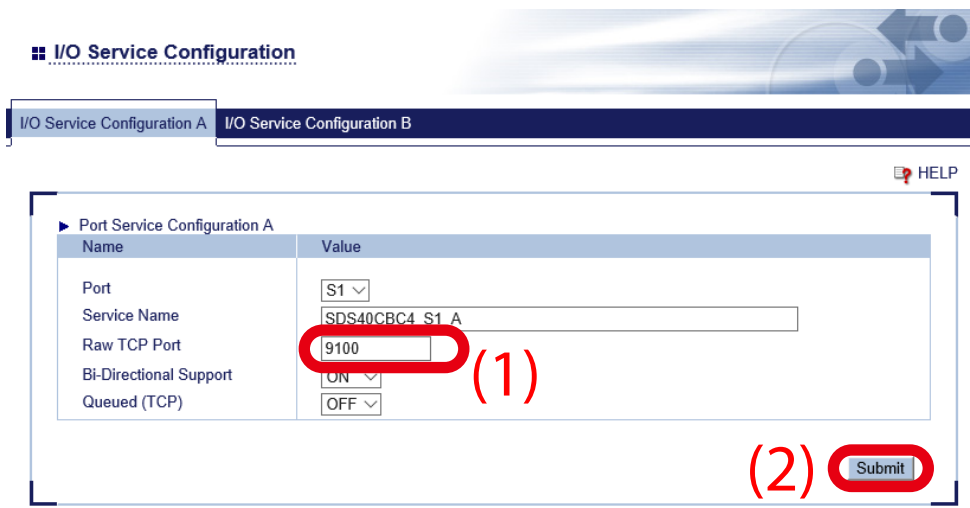 I/O Service Configuration
I/O Service Configuration A I/O Service Configuration B
HELP
Port Service Configuration A
Name Value
Port S1
Service Name SDS40CBC4_S1_A
Raw TCP Port 9100 (1)
Bi-Directional Support ON
Queued (TCP) OFF
(2) Submit